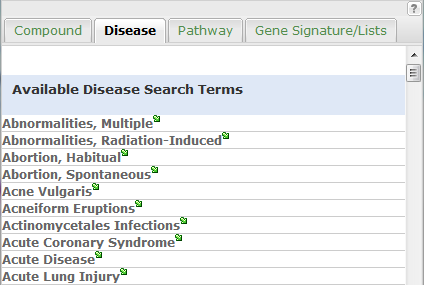 ?
Compound Disease Pathway Gene Signature/Lists
Available Disease Search Terms
Abnormalities, Multiple
Abnormalities, Radiation-Induced
Abortion, Habitual
Abortion, Spontaneous
Acne Vulgaris
Acneiform Eruptions
Actinomycetales Infections
Acute Coronary Syndrome
Acute Disease
Acute Lung Injury